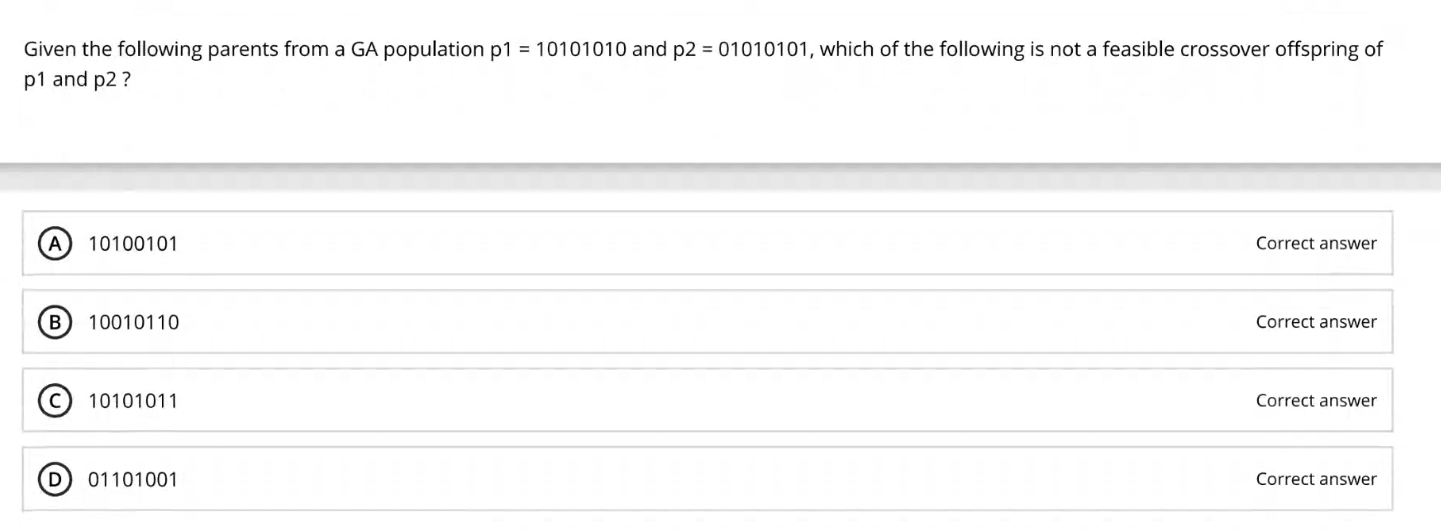 Given the following parents from a GA population p1 = 10101010 and p2 = 01010101, which of the following is not a feasible crossover offspring of
p1 and p2 ?
A 10100101 Correct answer
B 10010110 Correct answer
C 10101011 Correct answer
D 01101001 Correct answer